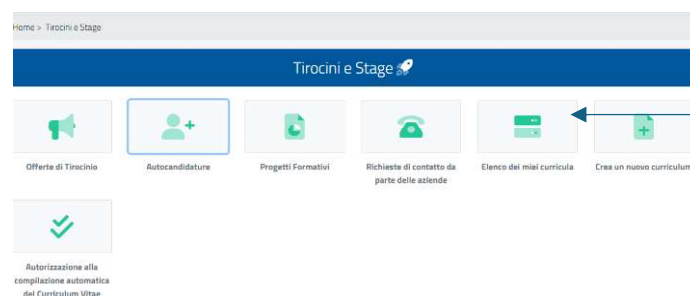 Home > Tirocini e Stage
Tirocini e Stage
Offerte di Tirocinio
Autocandidature
Progetti Formativi
Richieste di contatto da
parte delle aziende
Elenco dei miei curricula
Crea un nuovo curriculum
Autorizzazione alla
compilazione automatica
del Curriculum Vitae